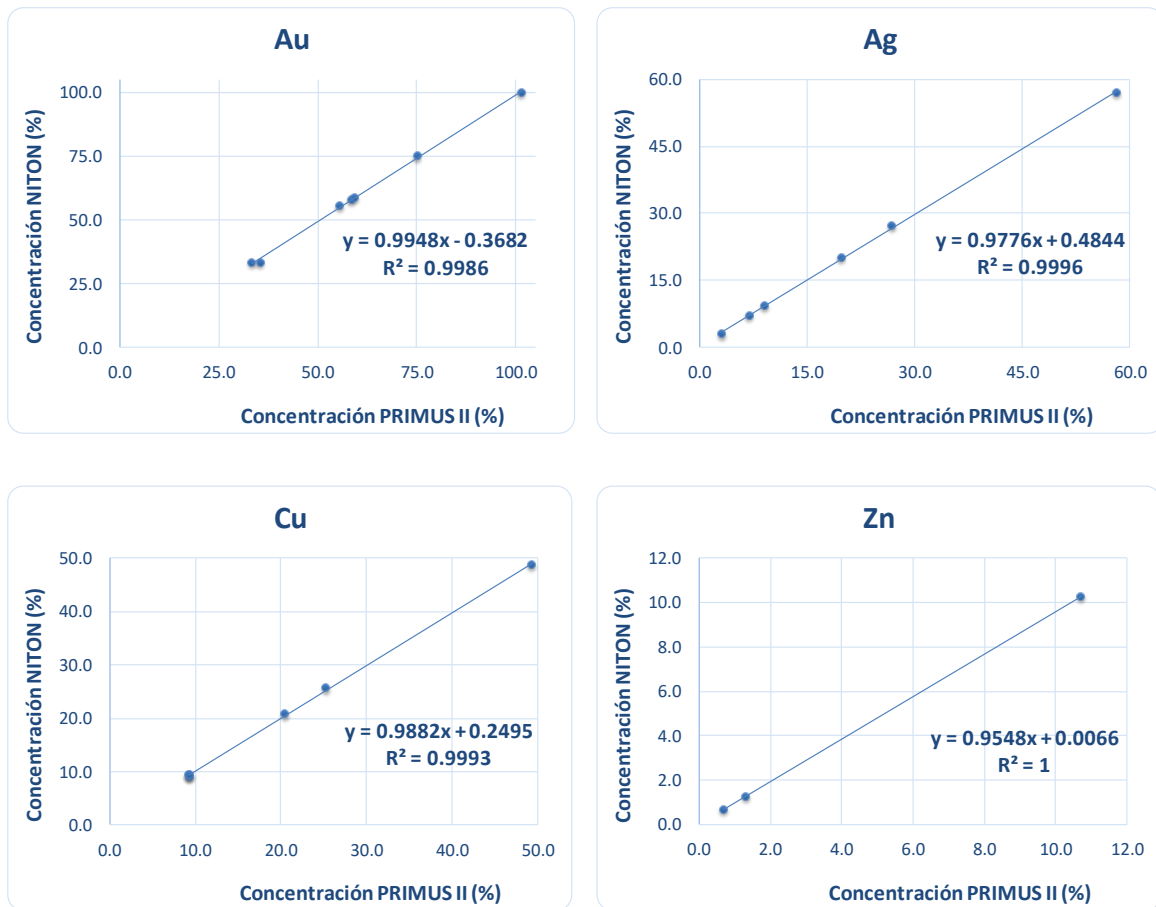 Au
Concentración NITON (%)
100.0
75.0
50.0
25.0
0.0
y = 0.9948x - 0.3682
R² = 0.9986
0.0 25.0 50.0 75.0 100.0
Concentración PRIMUS II (%)
Ag
Concentración NITON (%)
60.0
45.0
30.0
15.0
0.0
y = 0.9776x + 0.4844
R² = 0.9996
0.0 15.0 30.0 45.0 60.0
Concentración PRIMUS II (%)
Cu
Concentración NITON (%)
50.0
40.0
30.0
20.0
10.0
0.0
y = 0.9882x + 0.2495
R² = 0.9993
0.0 10.0 20.0 30.0 40.0 50.0
Concentración PRIMUS II (%)
Zn
Concentración NITON (%)
12.0
10.0
8.0
6.0
4.0
2.0
0.0
y = 0.9548x + 0.0066
R² = 1
0.0 2.0 4.0 6.0 8.0 10.0 12.0
Concentración PRIMUS II (%)